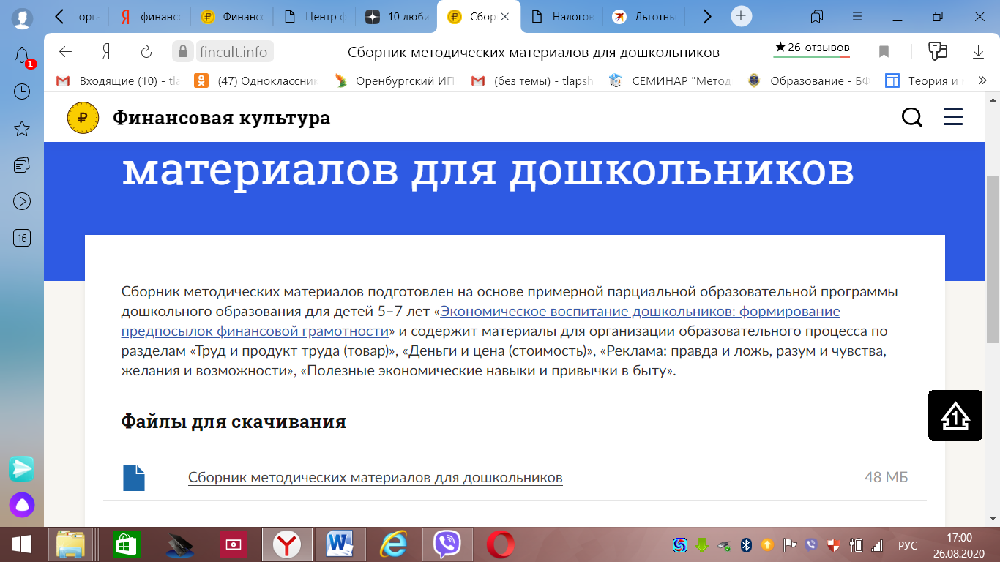 орга
финанс
Финансо
Центр ф
10 люби
Сбор
Налогов
Льготны
fincult.info
Сборник методических материалов для дошкольников
★26 отзывов
1
Входящие (10) - tla
(47) Одноклассник
Оренбургский ИП
(без темы) - tlapsh
СЕМИНАР "Метод
Образование - БФ
Теория и
»
Финансовая культура
материалов для дошкольников
16
Сборник методических материалов подготовлен на основе примерной парциальной образовательной программы
дошкольного образования для детей 5–7 лет «Экономическое воспитание дошкольников: формирование
предпосылок финансовой грамотности» и содержит материалы для организации образовательного процесса по
разделам «Труд и продукт труда (товар)», «Деньги и цена (стоимость)», «Реклама: правда и ложь, разум и чувства,
желания и возможности», «Полезные экономические навыки и привычки в быту».
1
Файлы для скачивания
Сборник методических материалов для дошкольников
48 МБ
РУС
17:00
26.08.2020